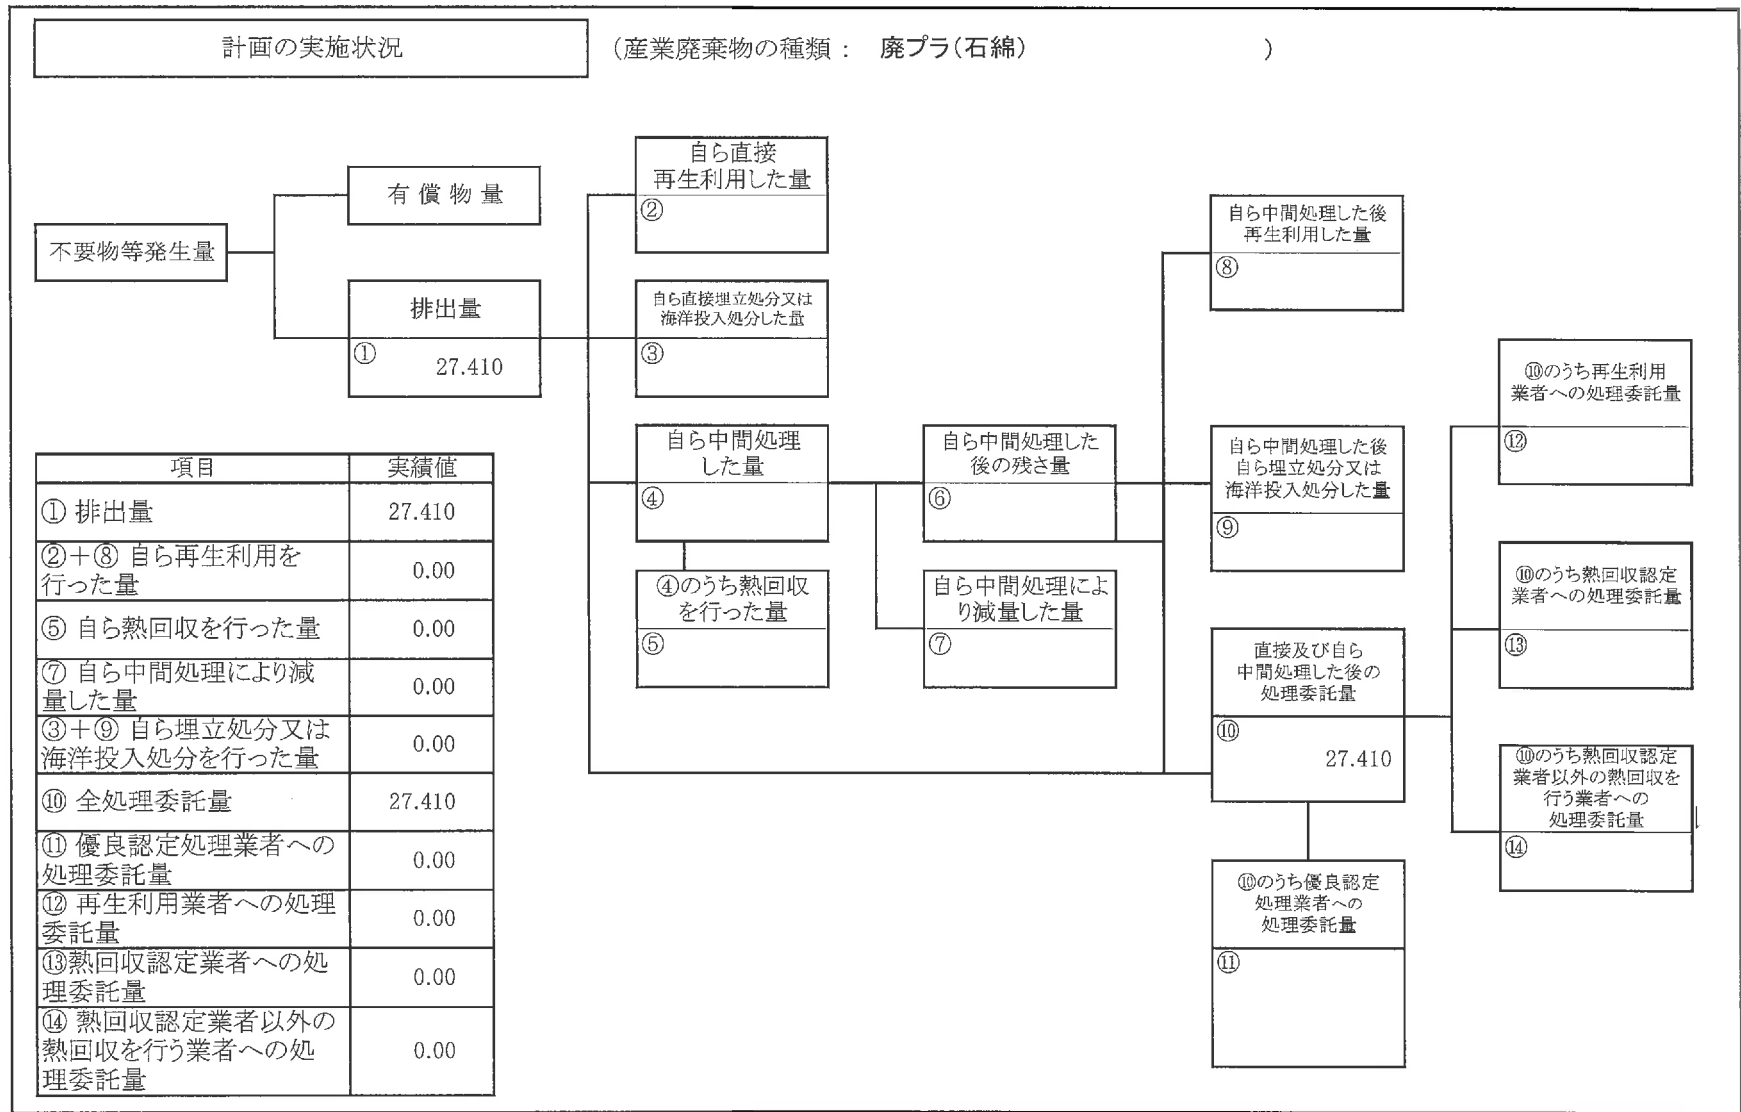 計画の実施状況
（産業廃棄物の種類： 廃プラ（石綿） ）
不要物等発生量
有償物量
排出量
①
27.410
自ら直接
再生利用した量
②
自ら直接埋立処分又は
海洋投入処分した量
③
自ら中間処理
した量
④
④のうち熱回収
を行った量
⑤
自ら中間処理した
後の残さ量
⑥
自ら中間処理によ
り減量した量
⑦
自ら中間処理した後
再生利用した量
⑧
自ら中間処理した後
自ら埋立処分又は
海洋投入処分した量
⑨
直接及び自ら
中間処理した後の
処理委託量
⑩
27.410
⑩のうち優良認定
処理業者への
処理委託量
⑪
⑩のうち再生利用
業者への処理委託量
⑫
⑩のうち熱回収認定
業者への処理委託量
⑬
⑩のうち熱回収認定
業者以外の熱回収を
行う業者への
処理委託量
⑭
項目 実績値
① 排出量 27.410
②＋⑧ 自ら再生利用を
行った量 0.00
⑤ 自ら熱回収を行った量 0.00
⑦ 自ら中間処理により減
量した量 0.00
③＋⑨ 自ら埋立処分又は
海洋投入処分を行った量 0.00
⑩ 全処理委託量 27.410
⑪ 優良認定処理業者への
処理委託量 0.00
⑫ 再生利用業者への処理
委託量 0.00
⑬熱回収認定業者への処
理委託量 0.00
⑭ 熱回収認定業者以外の
熱回収を行う業者への処
理委託量 0.00